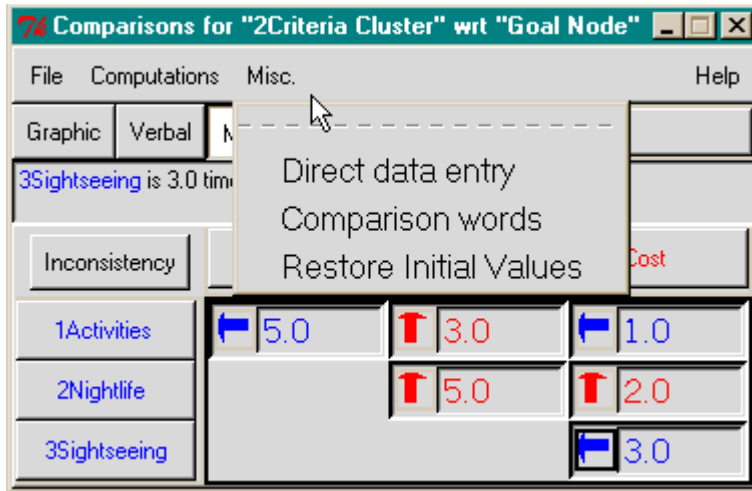 Comparisons for "2Criteria Cluster" wrt "Goal Node"
File Computations Misc. Help
Graphic Verbal
3Sightseeing is 3.0
Direct data entry
Comparison words
Restore Initial Values
Inconsistency Cost
1Activities 5.0 3.0 1.0
2Nightlife 5.0 2.0
3Sightseeing 3.0